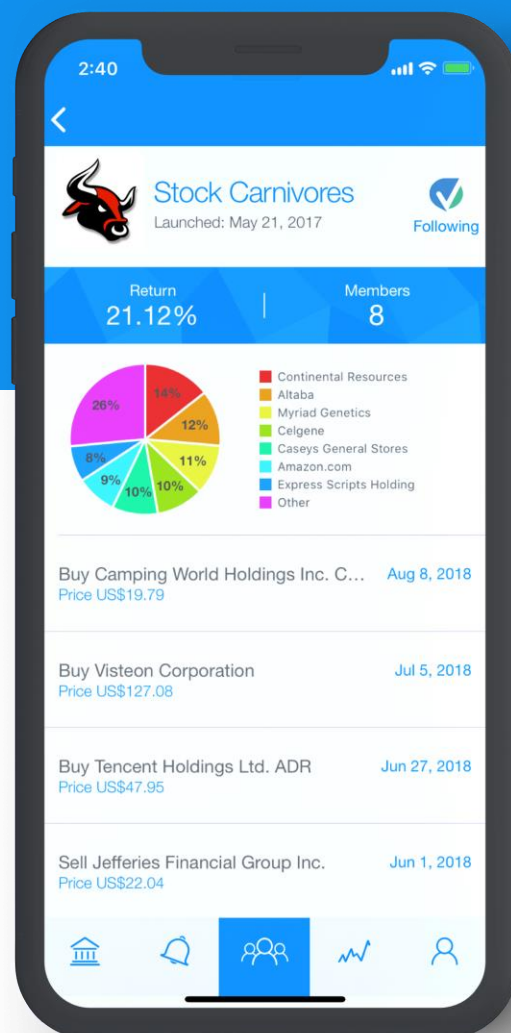 2:40
Stock Carnivores
Launched: May 21, 2017
Following
Return
Members
21.12%
8
14%
12%
11%
10%
10%
9%
8%
26%
Continental Resources
Altaba
Myriad Genetics
Celgene
Caseys General Stores
Amazon.com
Express Scripts Holding
Other
Buy Camping World Holdings Inc. C...
Aug 8, 2018
Price US$19.79
Buy Visteon Corporation
Jul 5, 2018
Price US$127.08
Buy Tencent Holdings Ltd. ADR
Jun 27, 2018
Price US$47.95
Sell Jefferies Financial Group Inc.
Jun 1, 2018
Price US$22.04